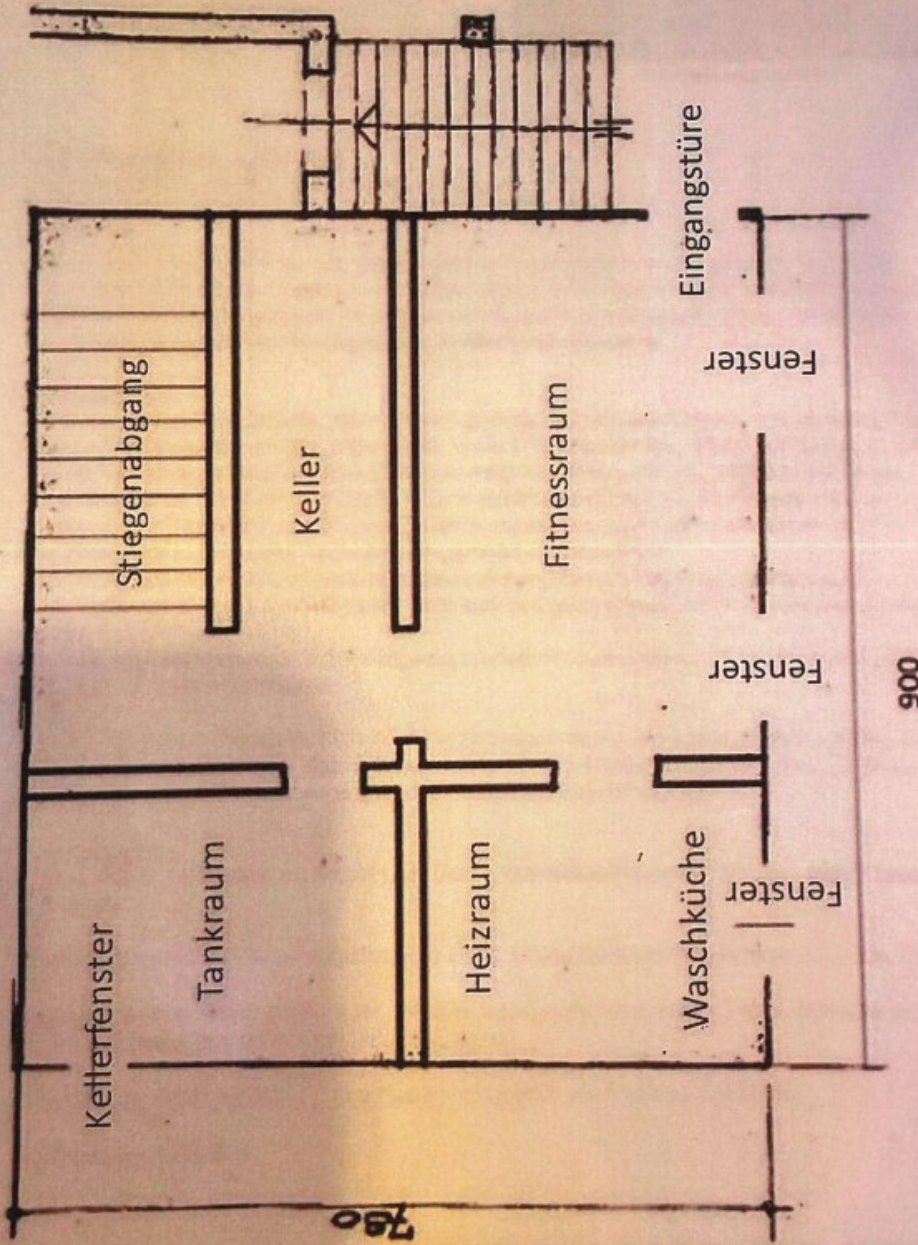 Stiegenabgang
Keller
Fitnessraum
Eingangstüre
Fenster
Fenster
Fenster
Kellerfenster
Tankraum
Heizraum
Waschküche
780
900